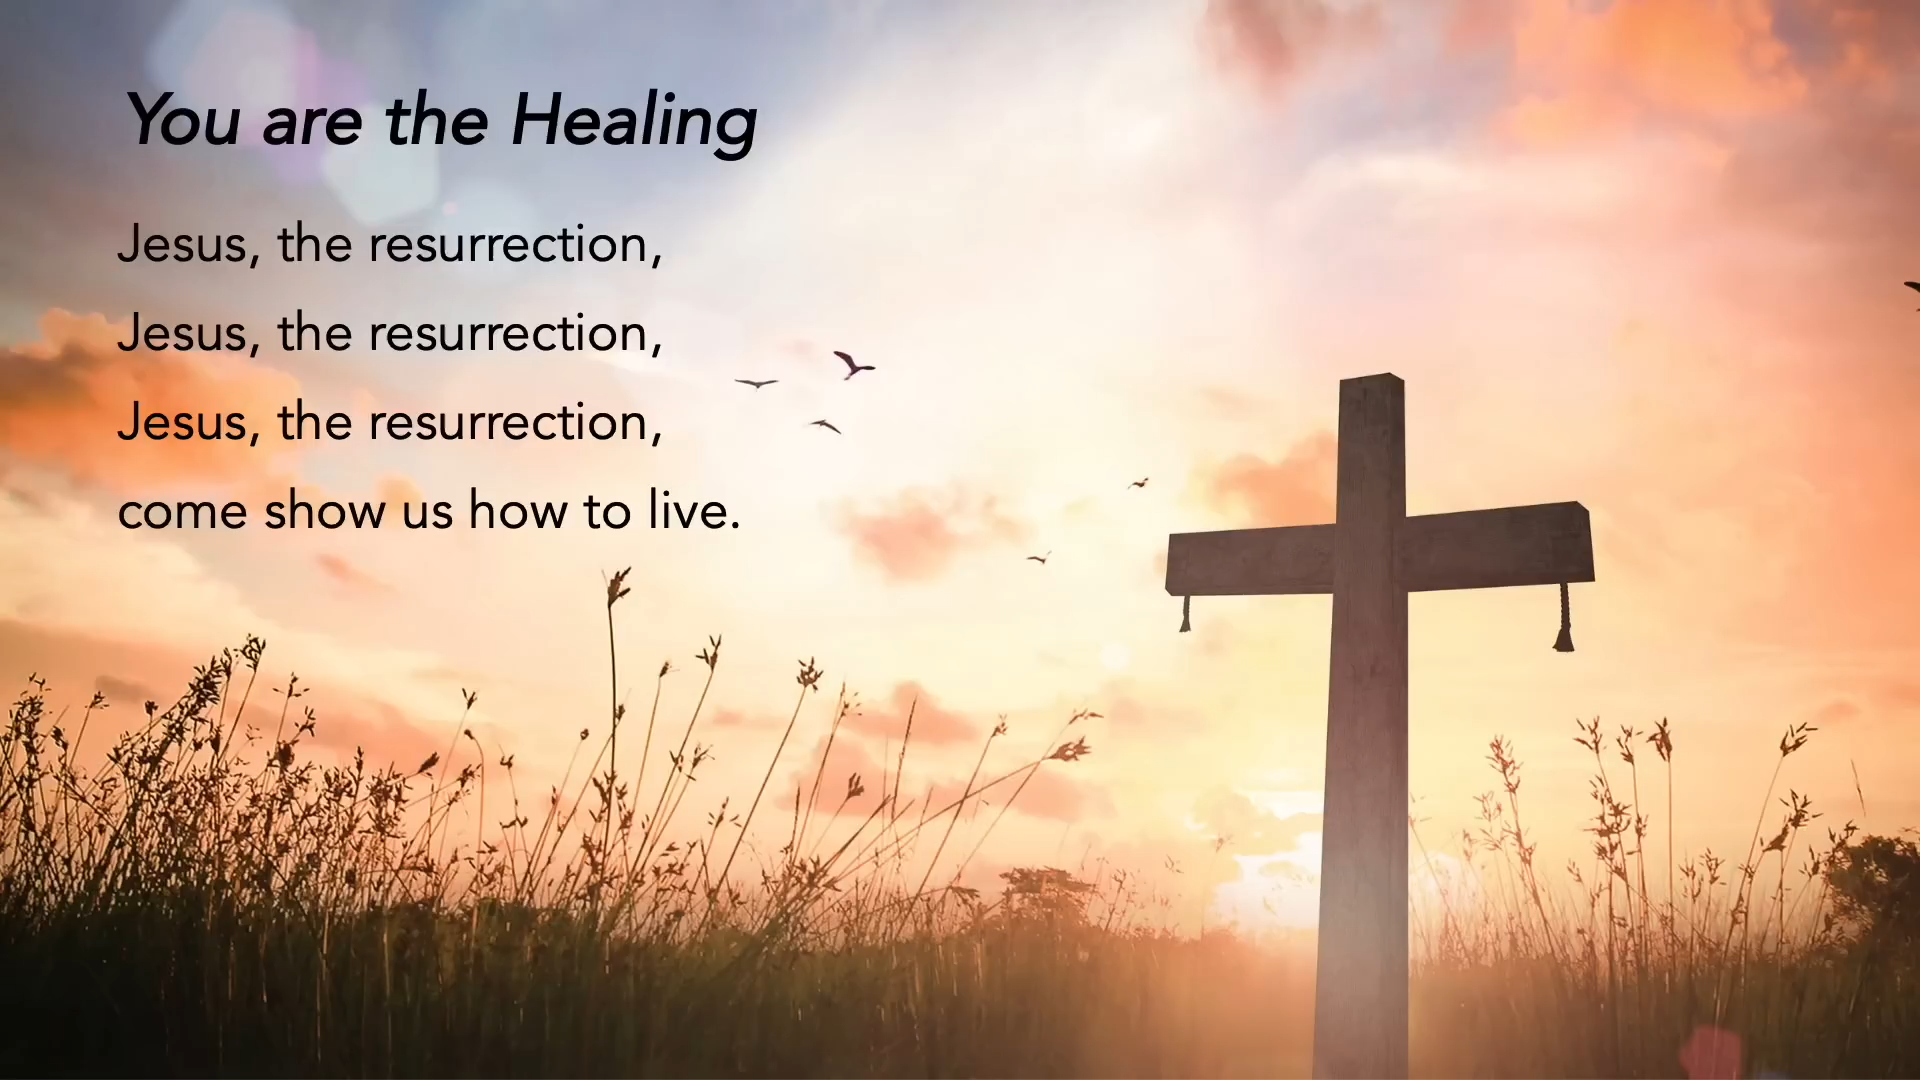 You are the Healing
Jesus, the resurrection,
Jesus, the resurrection,
Jesus, the resurrection,
come show us how to live.